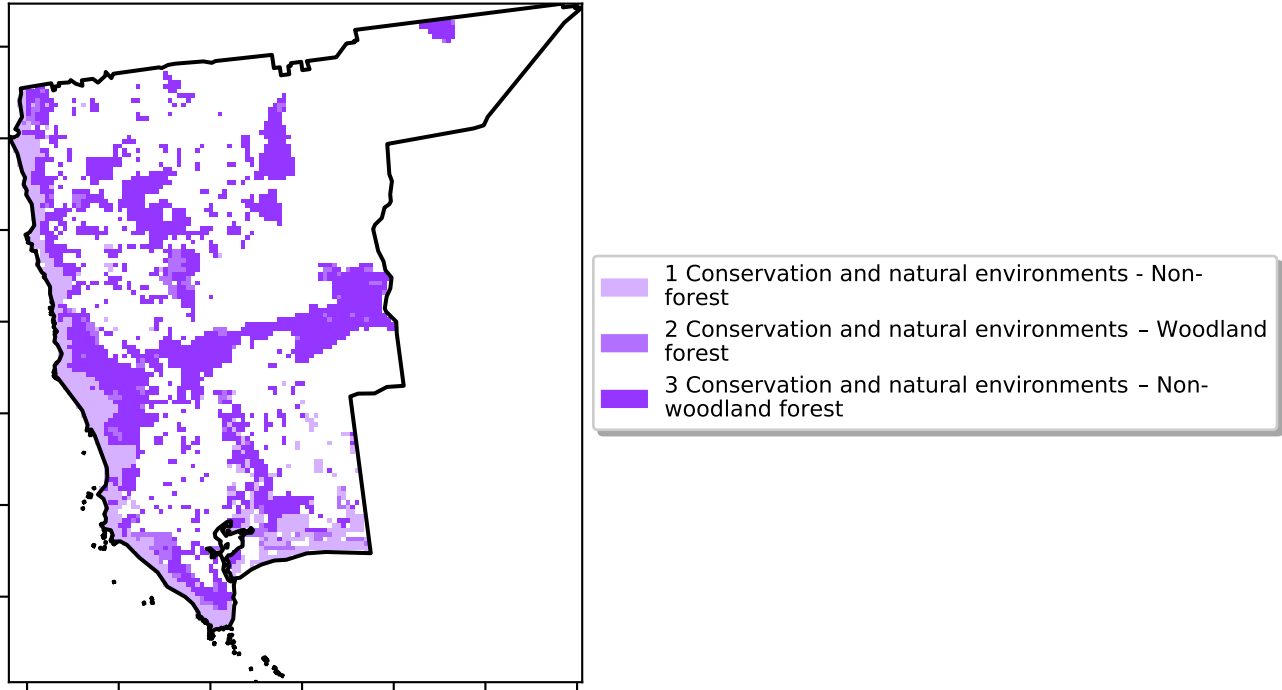 1 Conservation and natural environments - Non-
forest
2 Conservation and natural environments – Woodland
forest
3 Conservation and natural environments – Non-
woodland forest